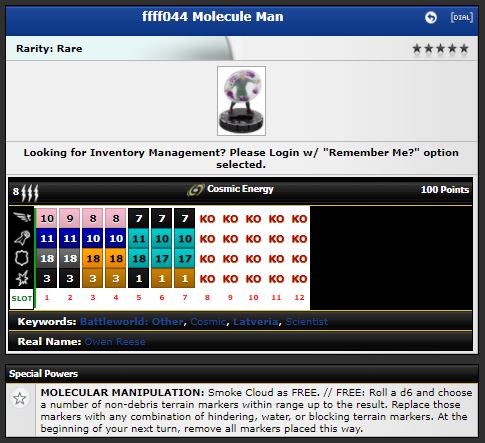 ffff044 Molecule Man
[DIAL]
Rarity: Rare
Looking for Inventory Management? Please Login w/ "Remember Me?" option
selected.
8 Cosmic Energy 100 Points
10 9 8 8 7 7 7 KO KO KO KO KO
11 11 10 10 11 10 10 KO KO KO KO KO
18 18 18 18 18 17 17 KO KO KO KO KO
3 3 3 3 1 1 1 KO KO KO KO KO
SLOT 1 2 3 4 5 6 7 8 9 10 11 12
Keywords: Battleworld: Other, Cosmic, Latveria, Scientist
Real Name: Owen Reese
Special Powers
MOLECULAR MANIPULATION: Smoke Cloud as FREE. // FREE: Roll a d6 and choose
a number of non-debris terrain markers within range up to the result. Replace those
markers with any combination of hindering, water, or blocking terrain markers. At the
beginning of your next turn, remove all markers placed this way.